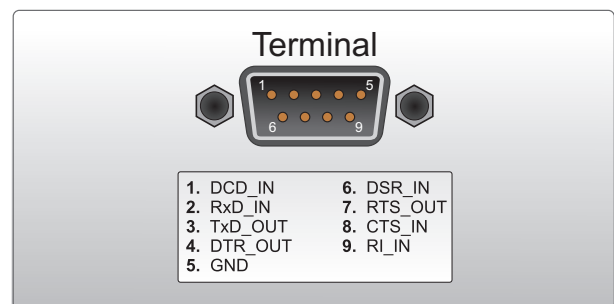 Terminal
1 5
6 9
1. DCD_IN 6. DSR_IN
2. RxD_IN 7. RTS_OUT
3. TxD_OUT 8. CTS_IN
4. DTR_OUT 9. RI_IN
5. GND